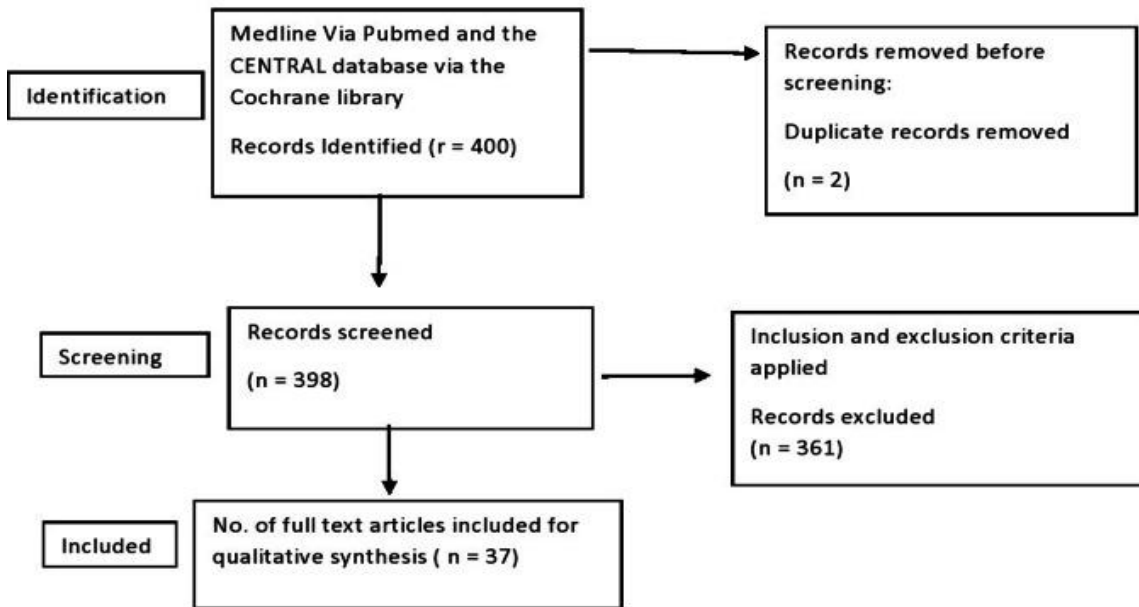 Identification
Medline Via Pubmed and the
CENTRAL database via the
Cochrane library
Records Identified (r = 400)
Records removed before
screening:
Duplicate records removed
(n = 2)
Screening
Records screened
(n = 398)
Inclusion and exclusion criteria
applied
Records excluded
(n = 361)
Included
No. of full text articles included for
qualitative synthesis ( n = 37)